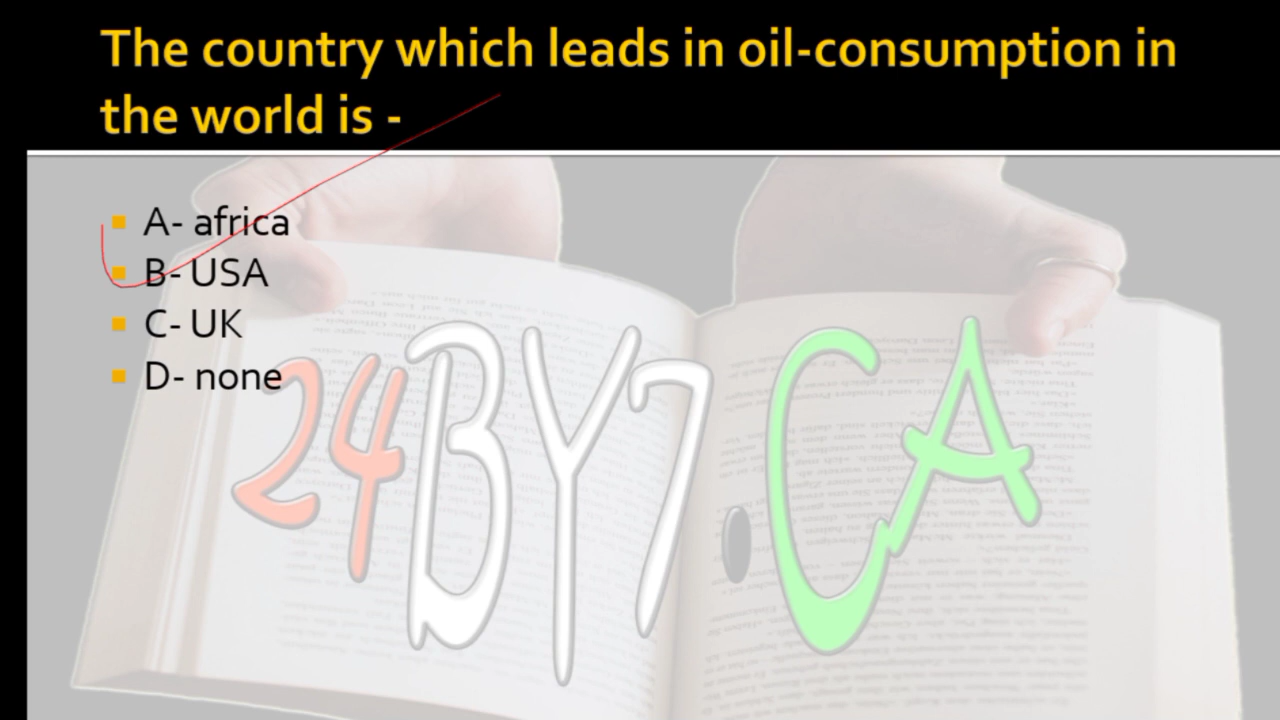 The country which leads in oil-consumption in
the world is -
A- africa
B- USA
C- UK
D- none
24BY7.CA